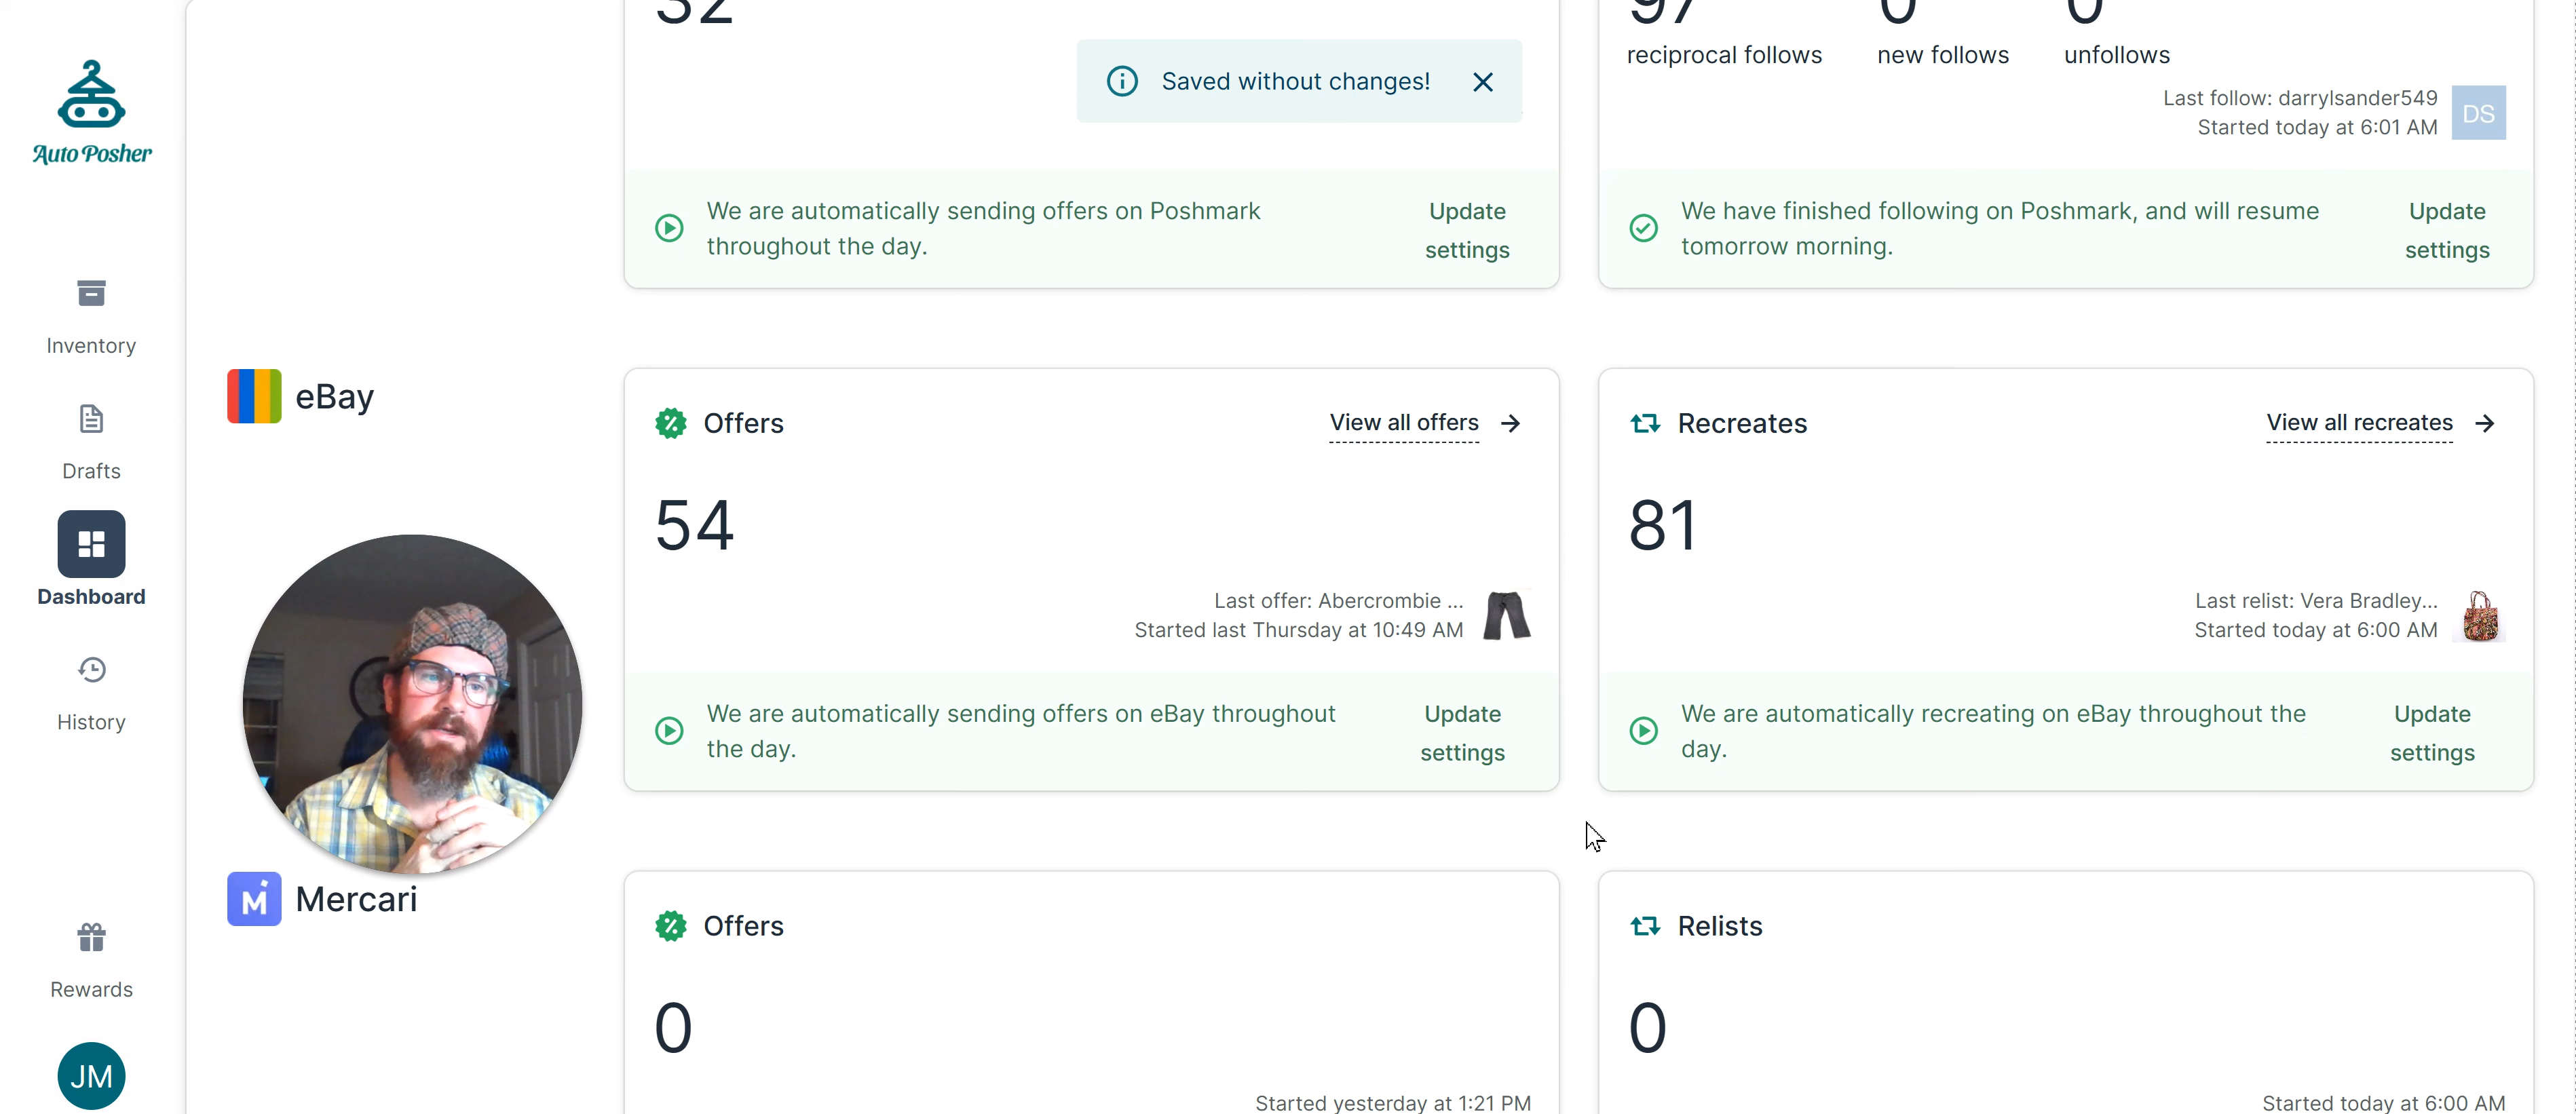 Auto Posher
Inventory
Drafts
Dashboard
History
Rewards
JM
32
Saved without changes!
We are automatically sending offers on Poshmark
throughout the day.
Update
settings
97
0
0
reciprocal follows
new follows
unfollows
Last follow: darrylsander549
Started today at 6:01 AM
DS
We have finished following on Poshmark, and will resume
tomorrow morning.
Update
settings
eBay
Offers
View all offers
54
Last offer: Abercrombie ...
Started last Thursday at 10:49 AM
We are automatically sending offers on eBay throughout
the day.
Update
settings
Recreates
View all recreates
81
Last relist: Vera Bradley...
Started today at 6:00 AM
We are automatically recreating on eBay throughout the
day.
Update
settings
M
Mercari
Offers
0
Started yesterday at 1:21 PM
Relists
0
Started today at 6:00 AM